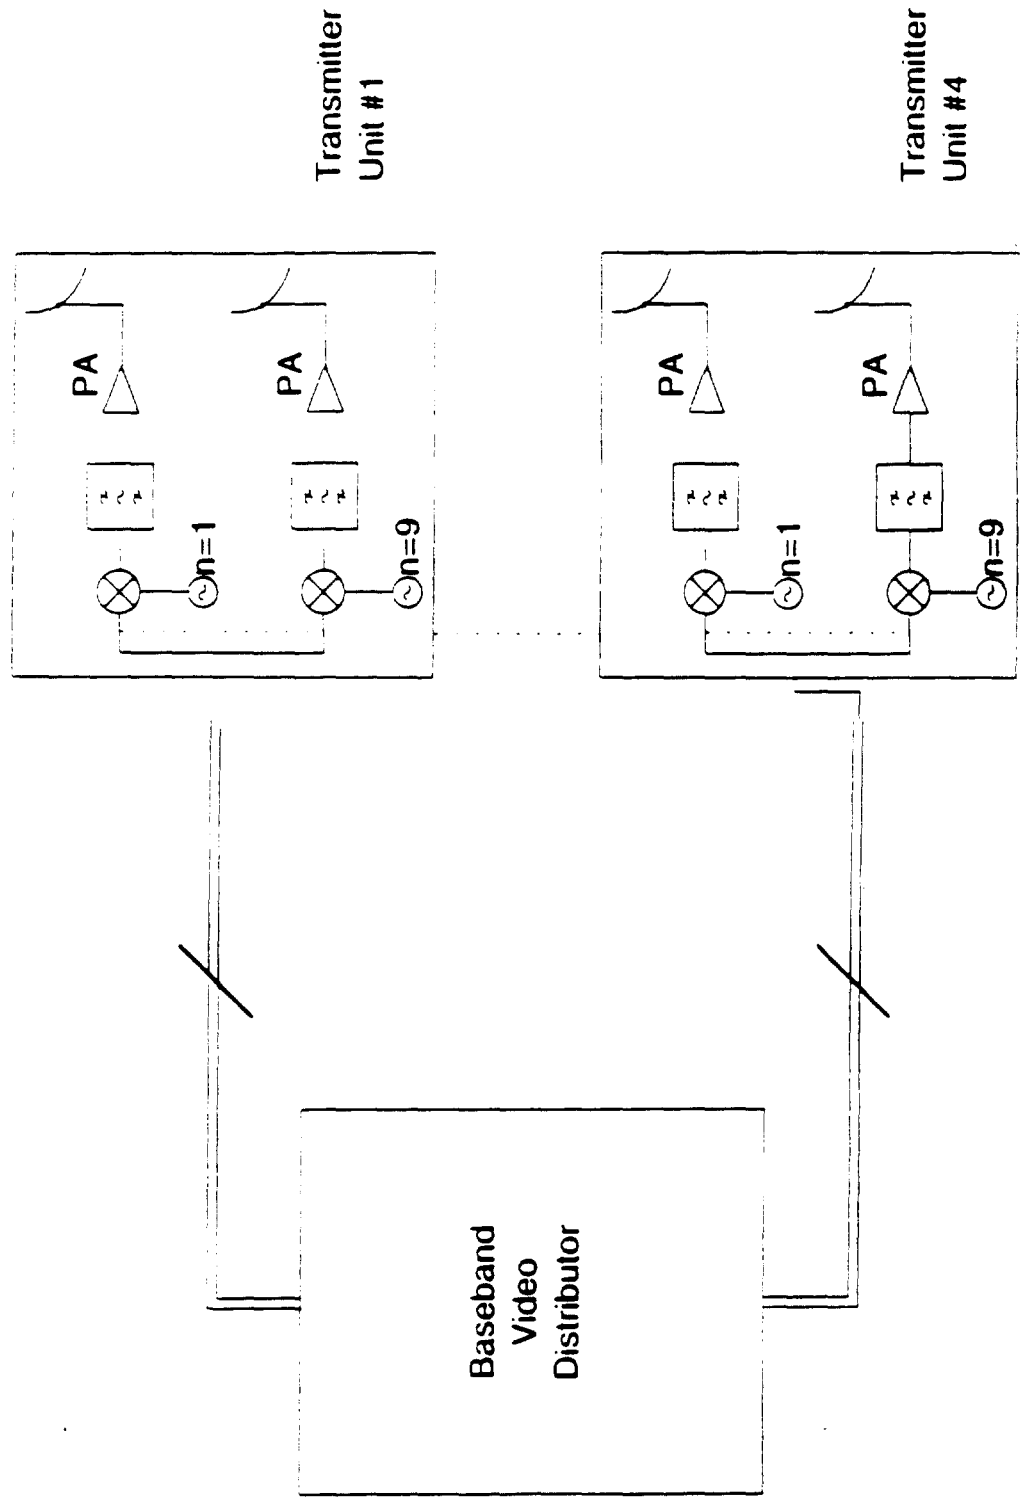 Transmitter
Unit #1
PA
PA
n=1
n=9
Transmitter
Unit #4
PA
PA
n=1
n=9
Baseband
Video
Distributor